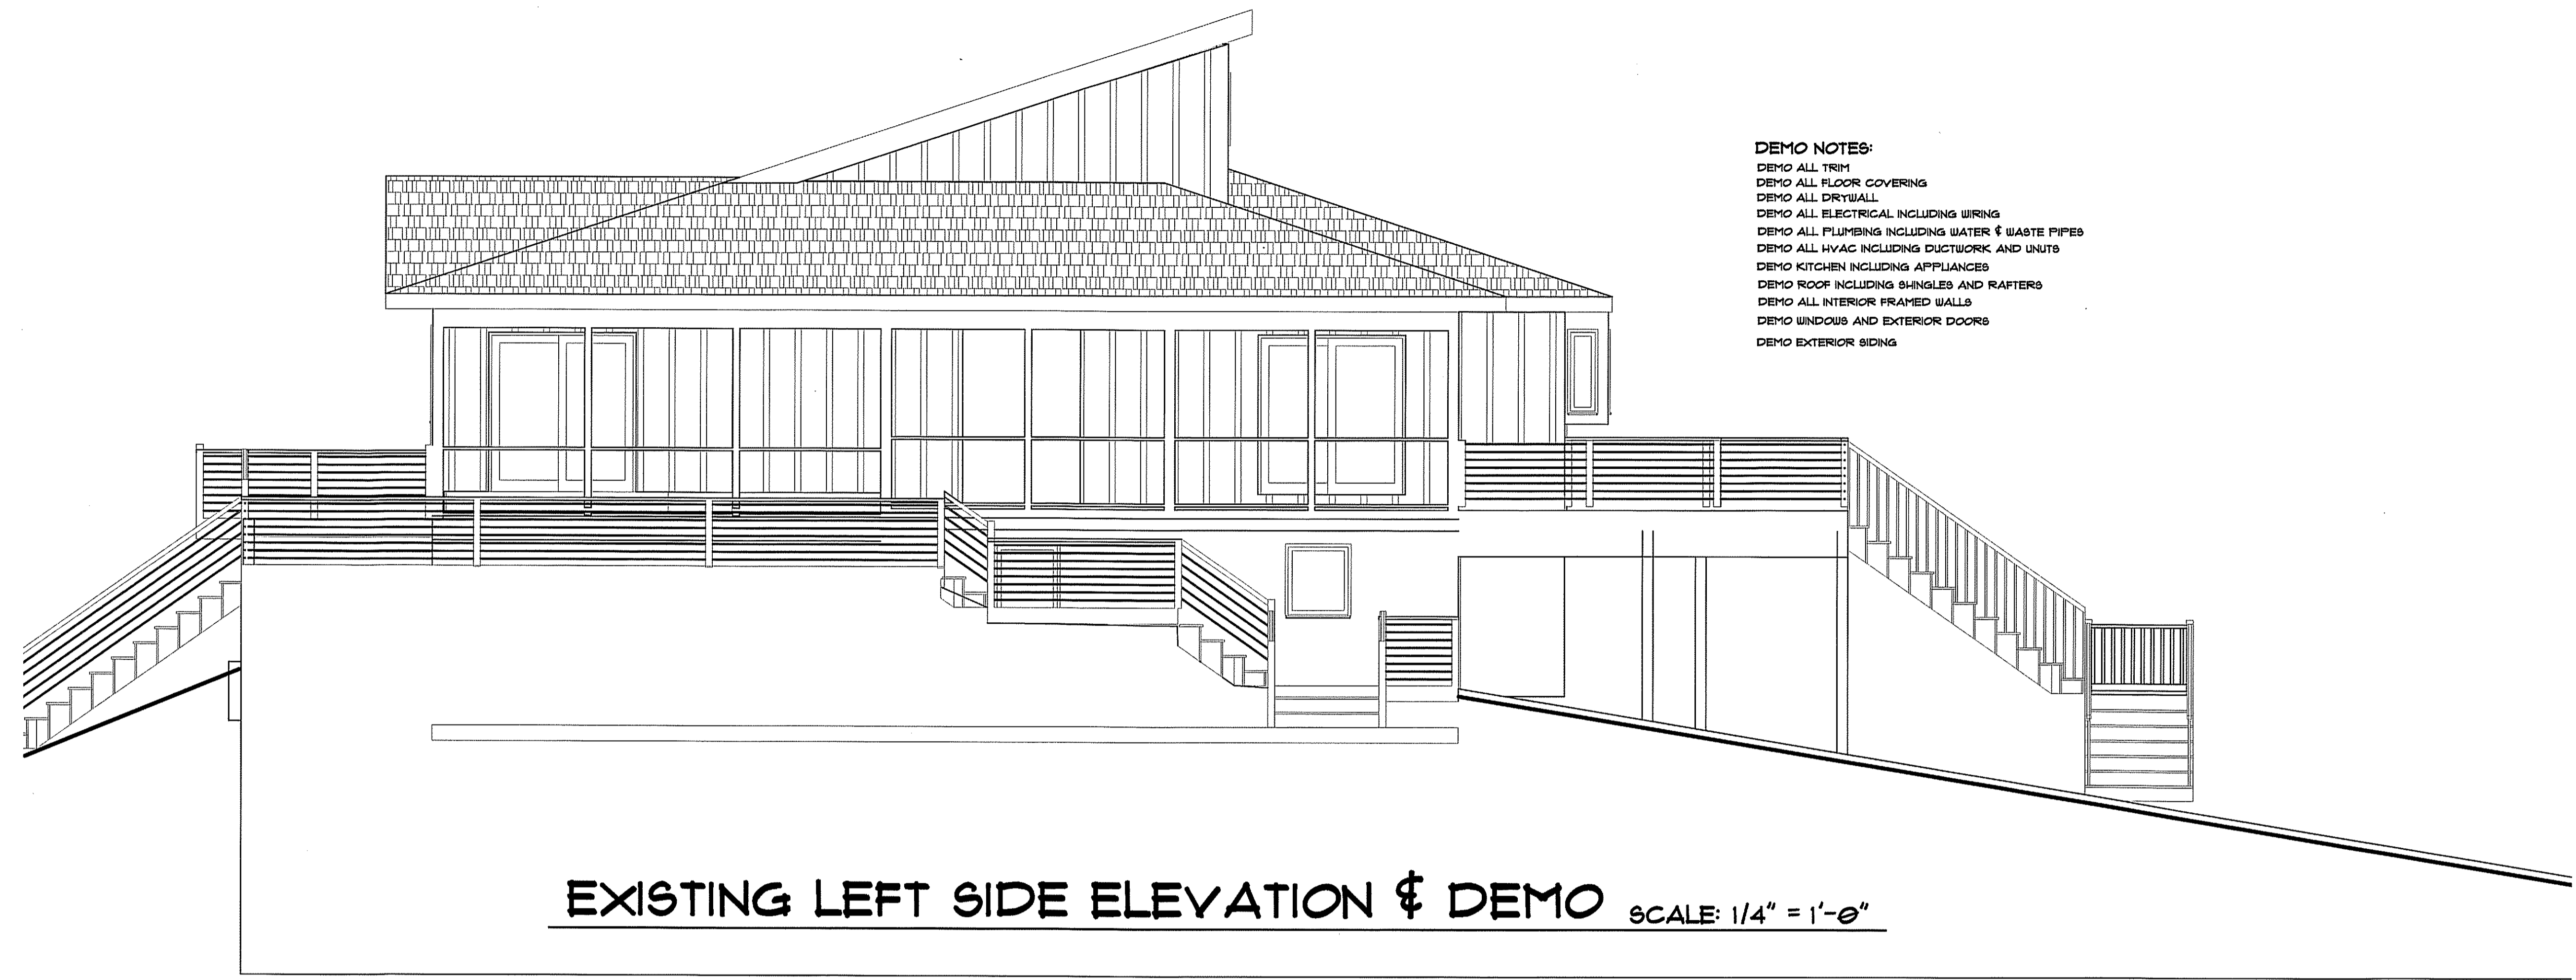 DEMO NOTES:
DEMO ALL TRIM
DEMO ALL FLOOR COVERING
DEMO ALL DRYWALL
DEMO ALL ELECTRICAL INCLUDING WIRING
DEMO ALL PLUMBING INCLUDING WATER & WASTE PIPES
DEMO ALL HVAC INCLUDING DUCTWORK AND UNUTS
DEMO KITCHEN INCLUDING APPLIANCES
DEMO ROOF INCLUDING SHINGLES AND RAFTERS
DEMO ALL INTERIOR FRAMED WALLS
DEMO WINDOWS AND EXTERIOR DOORS
DEMO EXTERIOR SIDING
EXISTING LEFT SIDE ELEVATION & DEMO SCALE: 1/4" = 1'-0"